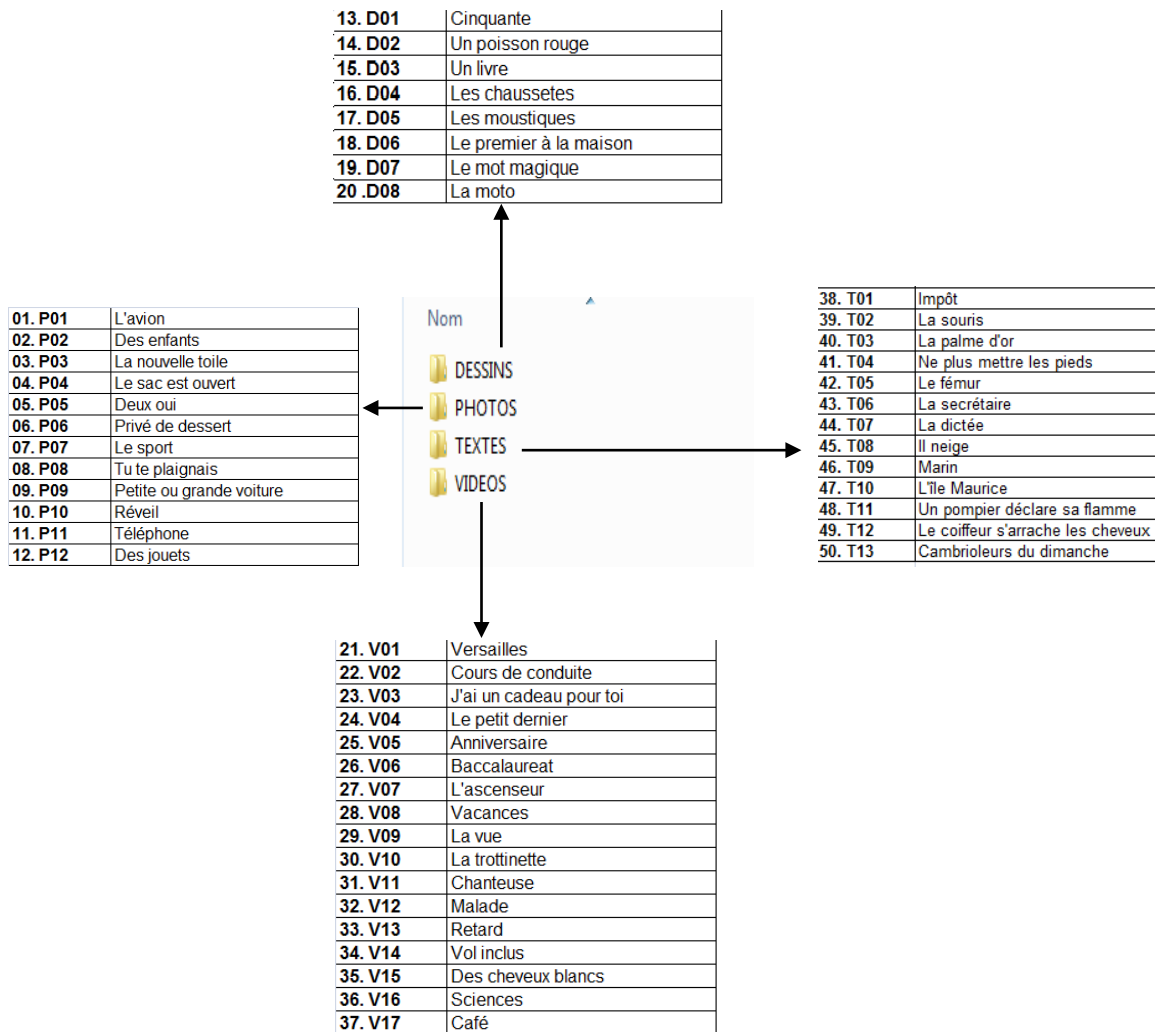 13. D01 Cinquante
14. D02 Un poisson rouge
15. D03 Un livre
16. D04 Les chaussetes
17. D05 Les moustiques
18. D06 Le premier à la maison
19. D07 Le mot magique
20 .D08 La moto
01. P01 L'avion
02. P02 Des enfants
03. P03 La nouvelle toile
04. P04 Le sac est ouvert
05. P05 Deux oui
06. P06 Privé de dessert
07. P07 Le sport
08. P08 Tu te plaignais
09. P09 Petite ou grande voiture
10. P10 Réveil
11. P11 Téléphone
12. P12 Des jouets
Nom
DESSINS
PHOTOS
TEXTES
VIDEOS
38. T01 Impôt
39. T02 La souris
40. T03 La palme d'or
41. T04 Ne plus mettre les pieds
42. T05 Le fémur
43. T06 La secrétaire
44. T07 La dictée
45. T08 Il neige
46. T09 Marin
47. T10 L'île Maurice
48. T11 Un pompier déclare sa flamme
49. T12 Le coiffeur s'arrache les cheveux
50. T13 Cambrioleurs du dimanche
21. V01 Versailles
22. V02 Cours de conduite
23. V03 J'ai un cadeau pour toi
24. V04 Le petit dernier
25. V05 Anniversaire
26. V06 Baccalaureat
27. V07 L'ascenseur
28. V08 Vacances
29. V09 La vue
30. V10 La trottinette
31. V11 Chanteuse
32. V12 Malade
33. V13 Retard
34. V14 Vol inclus
35. V15 Des cheveux blancs
36. V16 Sciences
37. V17 Café